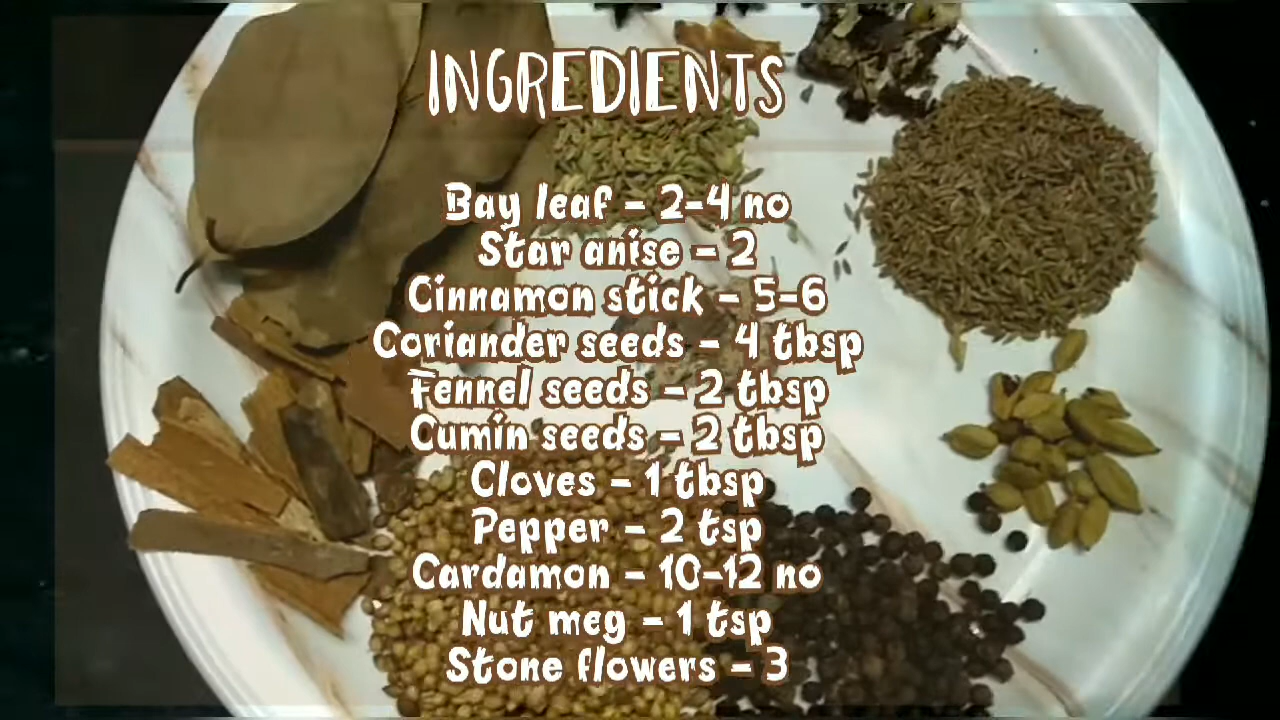 INGREDIENTS
Bay leaf - 2-4 no
Star anise - 2
Cinnamon stick - 5-6
Coriander seeds - 4 tbsp
Fennel seeds - 2 tbsp
Cumin seeds - 2 tbsp
Cloves - 1 tbsp
Pepper - 2 tsp
Cardamon - 10-12 no
Nut meg - 1 tsp
Stone flowers - 3